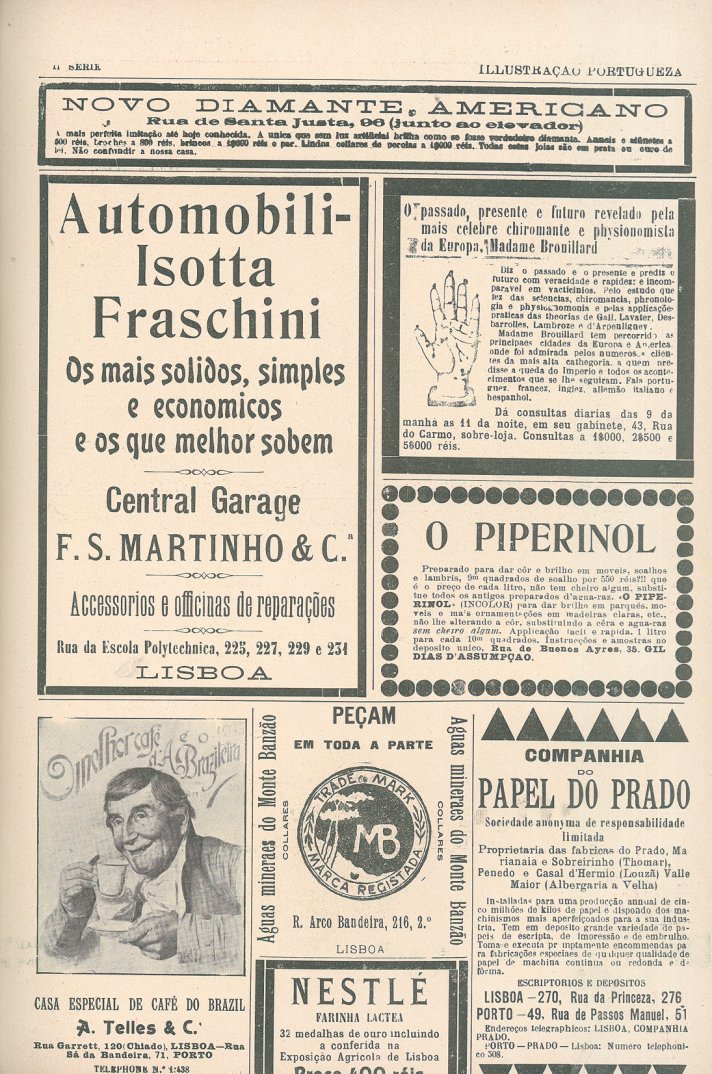 II SERIE
ILLUSTRAÇÃO PORTUGUEZA
NOVO DIAMANTE AMERICANO
Rua de Santa Justa, 96 (junto ao elevador)
A mais perfeita imitação até hoje conhecida. A unica que sem luz artificial brilha como se fosse verdadeiro diamante. Anneis e alfinetes a
500 réis, broches a 800 réis, brincos a 1$000 réis o par. Lindos collares de perolas a 1$000 réis. Todas estas joias são em prata ou ouro de
lei. Não confundir a nossa casa.
Automobili-
Isotta
Fraschini
Os mais solidos, simples
e economicos
e os que melhor sobem
Central Garage
F. S. MARTINHO & C.ª
Accessorios e officinas de reparações
Rua da Escola Polytechnica, 225, 227, 229 e 231
LISBOA
O passado, presente e futuro revelado pela
mais celebre chiromante e physionomista
da Europa, Madame Brouillard
Diz o passado e o presente e prediz o
futuro com veracidade e rapidez: é incom-
paravel em vacticinios. Pelo estudo que
fez das sciencias, chiromancia, phrenolo-
gia e physiognomonia e pelas applicações
praticas das theorias de Gall, Lavater, Des-
barrolles, Lambroze e d'Arpenligney.
Madame Brouillard tem percorrido as
principaes cidades da Europa e America
onde foi admirada pelos numerosos clien-
tes da mais alta cathegoria, a quem pre-
disse a queda do Imperio e todos os aconte-
cimentos que se lhe seguiram. Fala portu-
guez, francez, inglez, allemão italiano e
hespanhol.
Dá consultas diarias das 9 da
manhã as 11 da noite, em seu gabinete, 43, Rua
do Carmo, sobre-loja. Consultas a 1$000, 2$500 e
5$000 réis.
O PIPERINOL
Preparado para dar côr e brilho em moveis, soalhos
e lambris, 9ᵐ quadrados de soalho por 550 réis!!! que
é o preço de cada litro, não tem cheiro algum, substi-
tue todos os antigos preparados d'agua-raz. «O PIPE-
RINOL» (INCOLOR) para dar brilho em parqués, mo-
veis e mais ornamentações em madeiras claras, etc.,
não lhe alterando a côr, substituindo a cêra e agua-raz
sem cheiro algum. Applicação facil e rapida. 1 litro
para cada 10ᵐ quadrados. Instrucções e amostras no
deposito unico. Rua de Buenos Ayres. 35. GIL
DIAS D'ASSUMPÇÃO.
O melhor café
é o d'A Brazileira
CASA ESPECIAL DE CAFÉ DO BRAZIL
A. Telles & C.ª
Rua Garrett, 120 (Chiado), LISBOA—Rua
Sá da Bandeira, 71, PORTO
TELEPHONE N.º 1:438
Aguas mineraes do Monte Banzão
COLLARES
PEÇAM
EM TODA A PARTE
TRADE MARK
MB
MARCA REGISTADA
R. Arco Bandeira, 216, 2.º
LISBOA
COLLARES
Aguas mineraes do Monte Banzão
NESTLÉ
FARINHA LACTEA
32 medalhas de ouro incluindo
a conferida na
Exposição Agricola de Lisboa
Preço 400 réis
COMPANHIA
DO
PAPEL DO PRADO
Sociedade anonyma de responsabilidade
limitada
Proprietaria das fabricas do Prado, Ma-
rianaia e Sobreirinho (Thomar),
Penedo e Casal d'Hermio (Louzã) Valle
Maior (Albergaria a Velha)
Installadas para uma producção annual de cin-
co milhões de kilos de papel e dispondo dos ma-
chinismos mais aperfeiçoados para a sua indus-
tria. Tem em deposito grande variedade de pa-
peis de escripta, de impressão e de embrulho.
Toma e executa promptamente encommendas pa-
ra fabricações especiaes de qualquer qualidade de
papel de machina continua ou redonda e de
fórma.
ESCRIPTORIOS E DEPOSITOS
LISBOA—270, Rua da Princeza, 276
PORTO—49, Rua de Passos Manuel, 51
Endereços telegraphicos: LISBOA, COMPANHIA
PRADO.
PORTO—PRADO—Lisboa: Numero telephoni-
co 508.